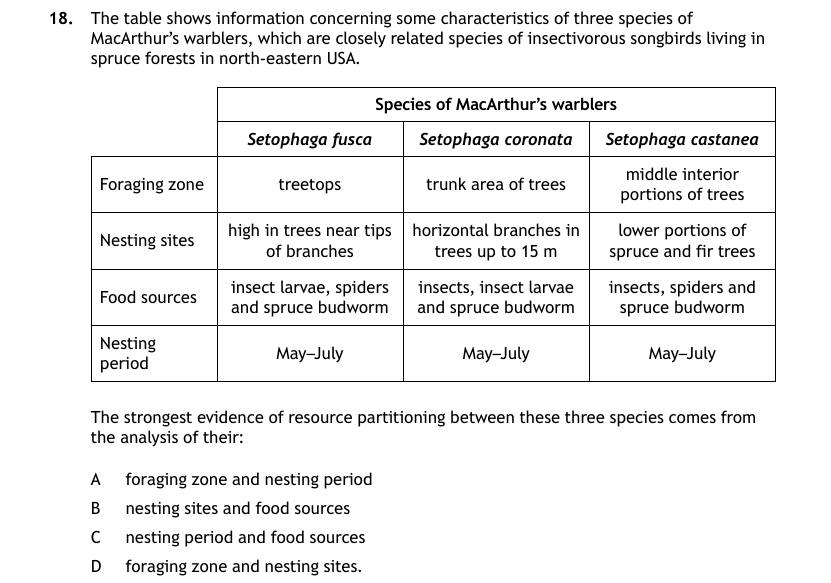 18. The table shows information concerning some characteristics of three species of
MacArthur's warblers, which are closely related species of insectivorous songbirds living in
spruce forests in north-eastern USA.
Species of MacArthur's warblers
Setophaga fusca Setophaga coronata Setophaga castanea
Foraging zone treetops trunk area of trees middle interior
portions of trees
Nesting sites high in trees near tips
of branches horizontal branches in
trees up to 15 m lower portions of
spruce and fir trees
Food sources insect larvae, spiders
and spruce budworm insects, insect larvae
and spruce budworm insects, spiders and
spruce budworm
Nesting
period May–July May–July May–July
The strongest evidence of resource partitioning between these three species comes from
the analysis of their:
A foraging zone and nesting period
B nesting sites and food sources
C nesting period and food sources
D foraging zone and nesting sites.